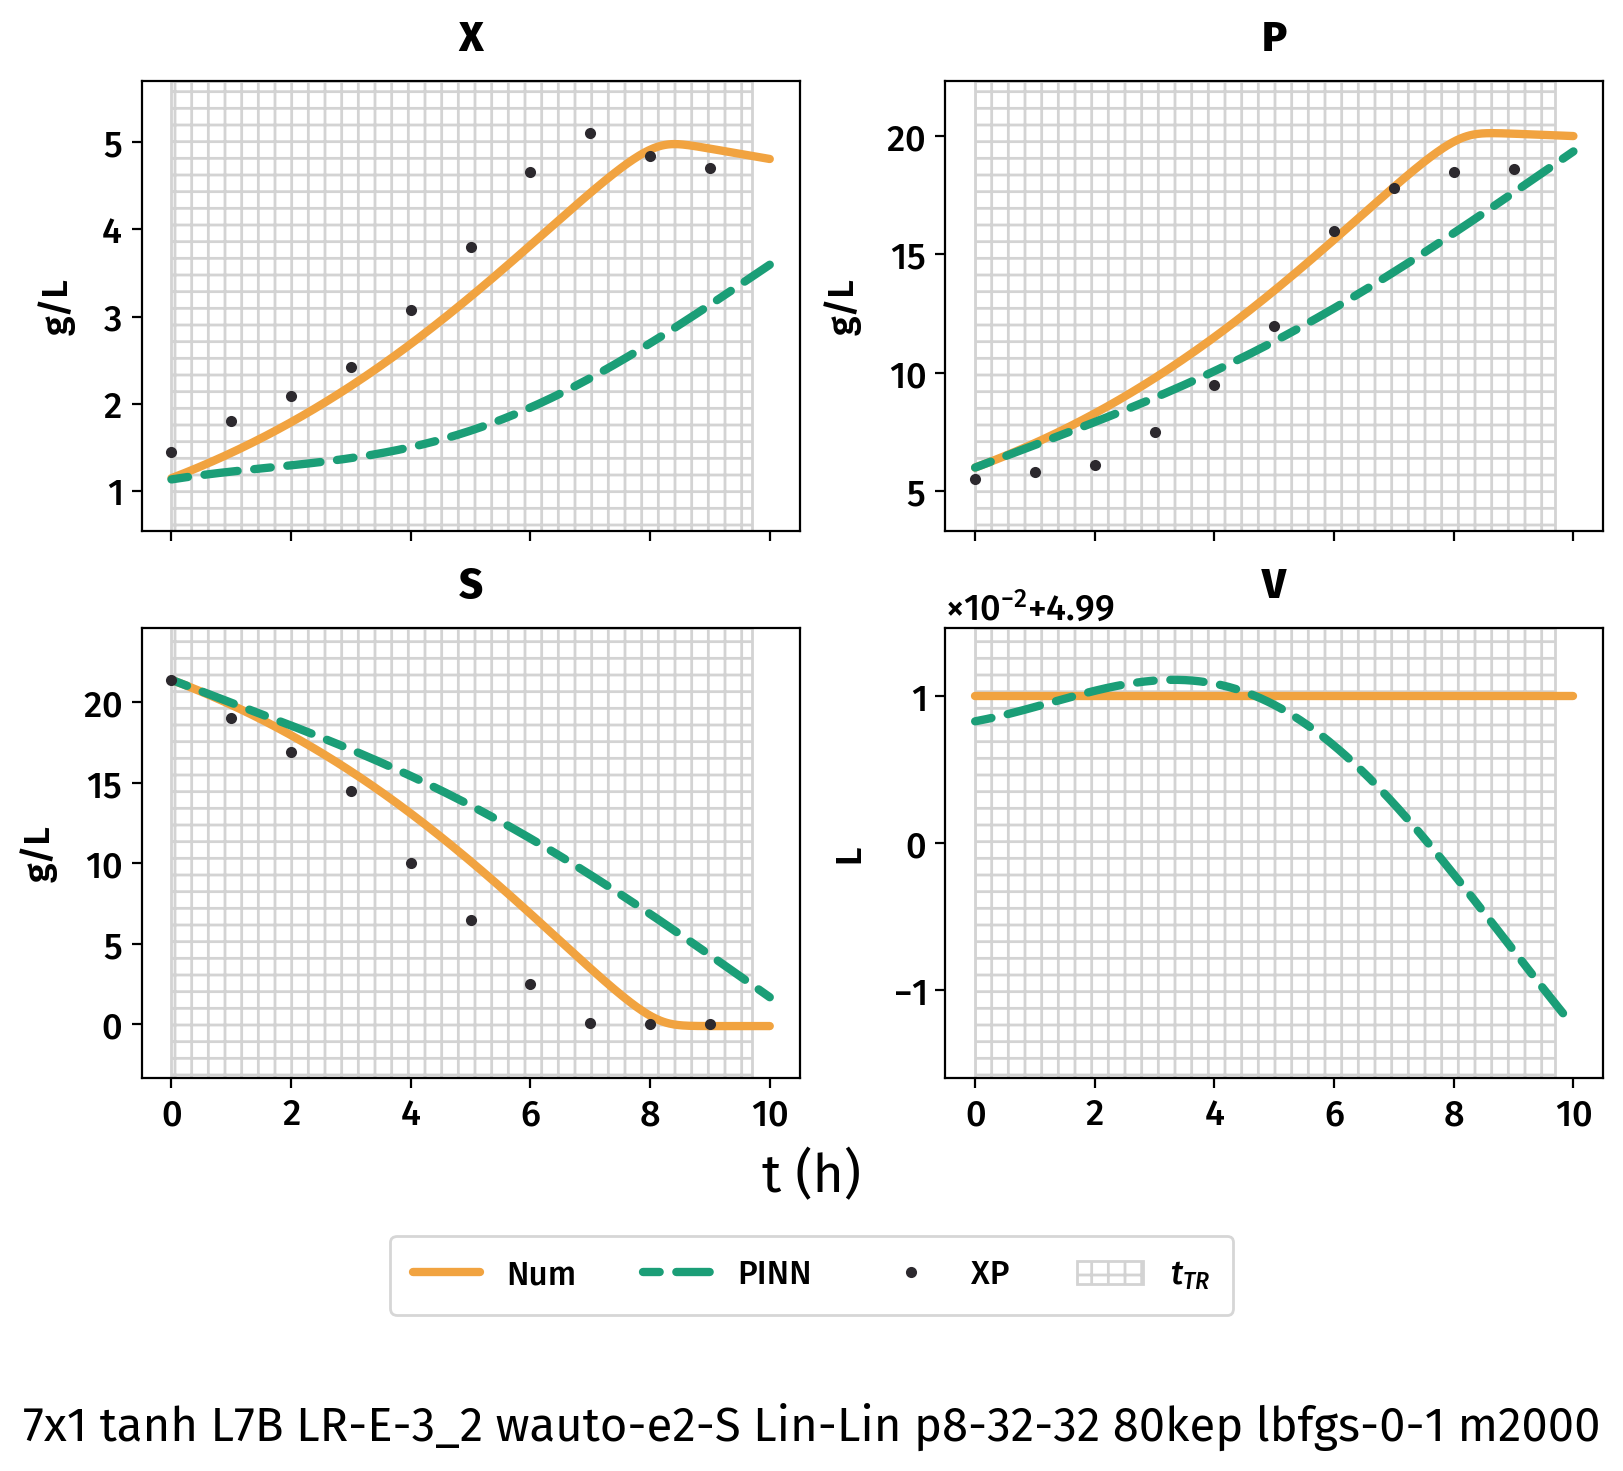 X
P
g/L
5
4
3
2
1
g/L
20
15
10
5
S
V
×10⁻²+4.99
g/L
20
15
10
5
0
L
1
0
−1
0 2 4 6 8 10
0 2 4 6 8 10
t (h)
Num PINN XP t_TR
7x1 tanh L7B LR-E-3_2 wauto-e2-S Lin-Lin p8-32-32 80kep lbfgs-0-1 m2000